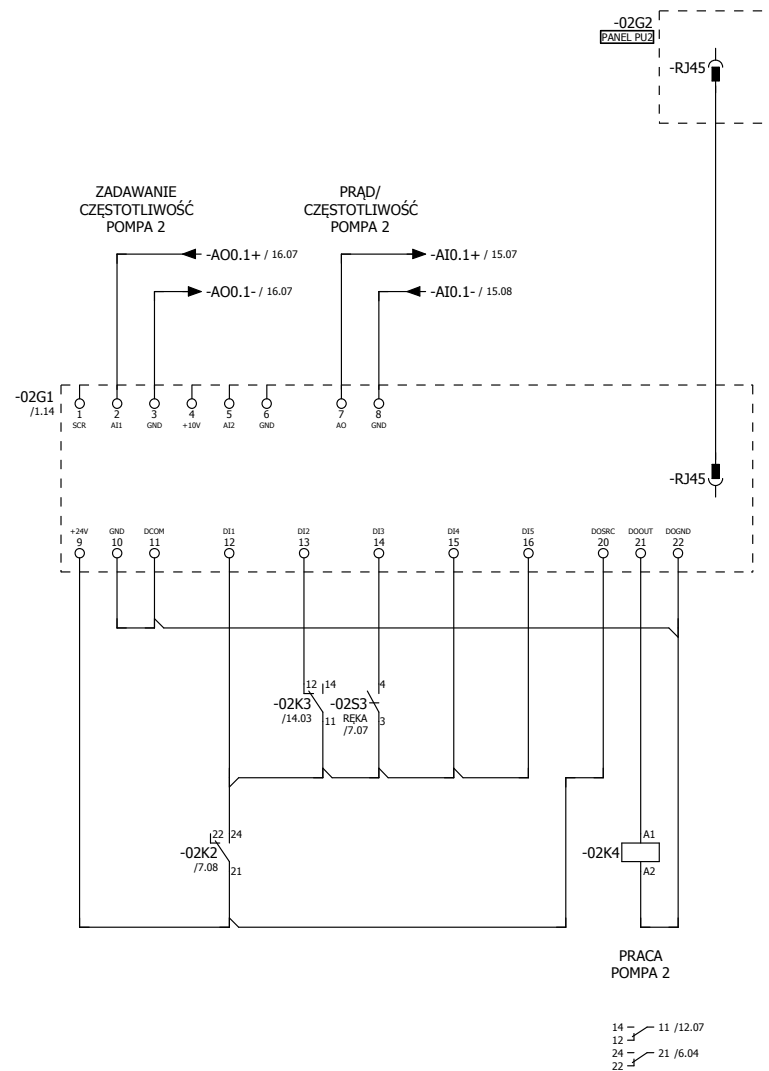 -02G2
PANEL PU2
-RJ45
ZADAWANIE
CZĘSTOTLIWOŚĆ
POMPA 2
PRĄD/
CZĘSTOTLIWOŚĆ
POMPA 2
-AO0.1+ / 16.07
-AI0.1+ / 15.07
-AO0.1- / 16.07
-AI0.1- / 15.08
-02G1
/1.14
1 2 3 4 5 6 7 8
SCR AI1 GND +10V AI2 GND AO GND
-RJ45
+24V GND DCOM DI1 DI2 DI3 DI4 DI5 DOSRC DOOUT DOGND
9 10 11 12 13 14 15 16 20 21 22
12 14 4
-02K3 -02S3
/14.03 11 RĘKA 3
/7.07
22 24
-02K2
/7.08 21
A1
-02K4
A2
PRACA
POMPA 2
14 11 /12.07
12
24 21 /6.04
22